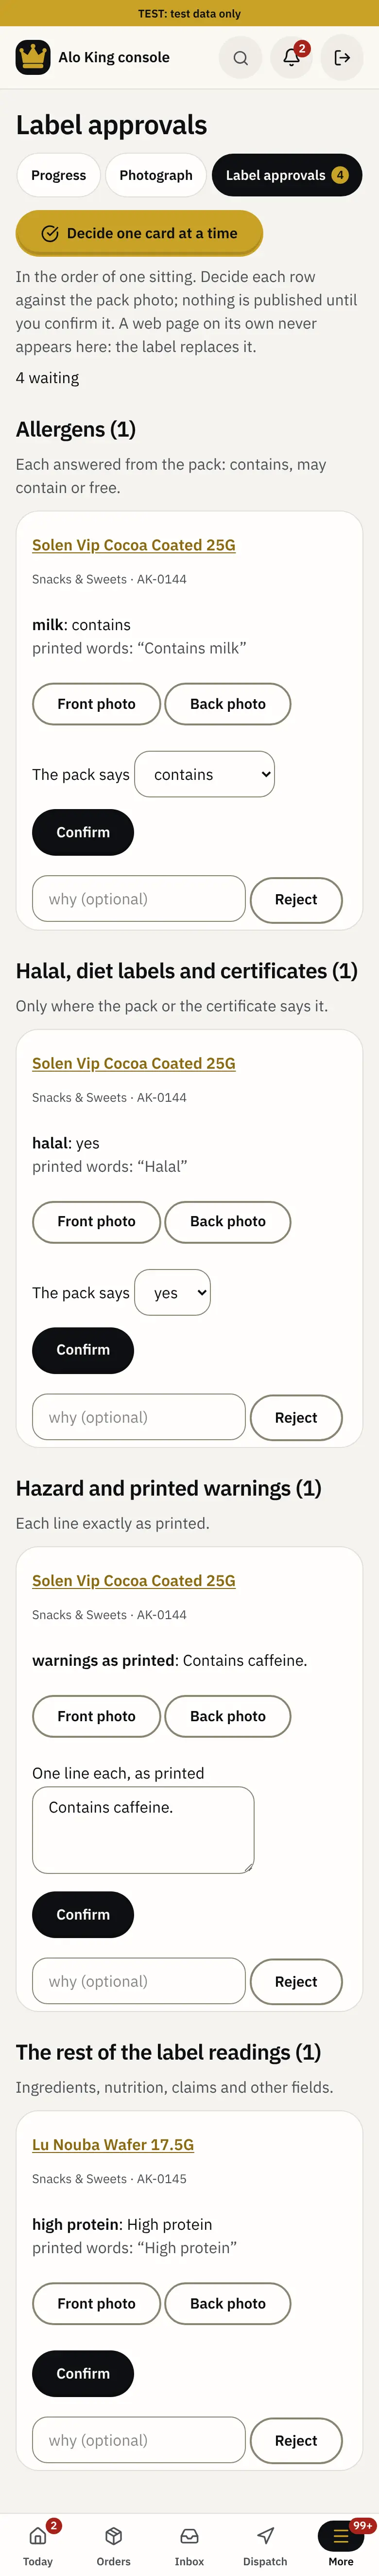 TEST: test data only
Alo King console
2
Label approvals
Progress
Photograph
Label approvals 4
Decide one card at a time
In the order of one sitting. Decide each row
against the pack photo; nothing is published until
you confirm it. A web page on its own never
appears here: the label replaces it.
4 waiting
Allergens (1)
Each answered from the pack: contains, may
contain or free.
Solen Vip Cocoa Coated 25G
Snacks & Sweets · AK-0144
milk: contains
printed words: “Contains milk”
Front photo
Back photo
The pack says contains
Confirm
why (optional)
Reject
Halal, diet labels and certificates (1)
Only where the pack or the certificate says it.
Solen Vip Cocoa Coated 25G
Snacks & Sweets · AK-0144
halal: yes
printed words: “Halal”
Front photo
Back photo
The pack says yes
Confirm
why (optional)
Reject
Hazard and printed warnings (1)
Each line exactly as printed.
Solen Vip Cocoa Coated 25G
Snacks & Sweets · AK-0144
warnings as printed: Contains caffeine.
Front photo
Back photo
One line each, as printed
Contains caffeine.
Confirm
why (optional)
Reject
The rest of the label readings (1)
Ingredients, nutrition, claims and other fields.
Lu Nouba Wafer 17.5G
Snacks & Sweets · AK-0145
high protein: High protein
printed words: “High protein”
Front photo
Back photo
Confirm
why (optional)
Reject
2
99+
Today
Orders
Inbox
Dispatch
More